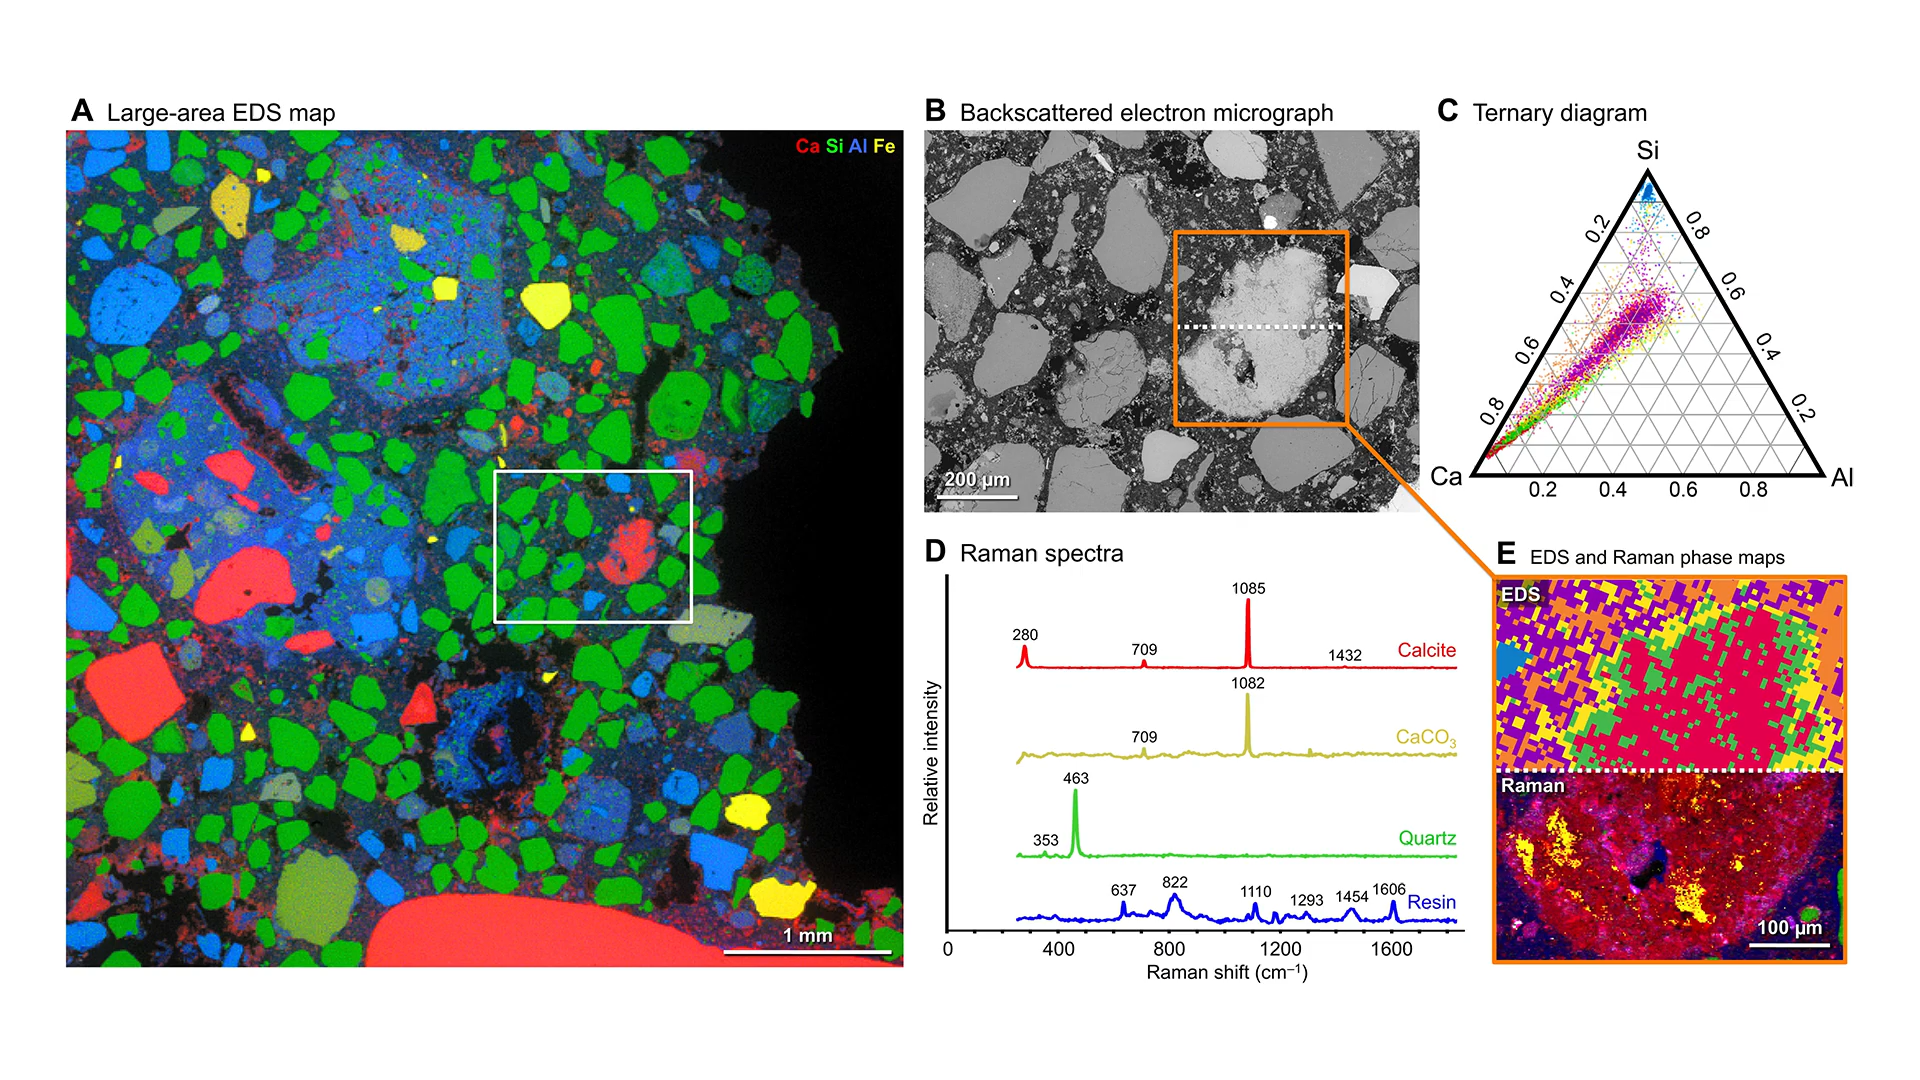 A Large-area EDS map
Ca Si Al Fe
1 mm
B Backscattered electron micrograph
200 µm
C Ternary diagram
Si
0.2
0.8
0.4
0.6
0.6
0.4
0.8
0.2
Ca
Al
0.2 0.4 0.6 0.8
D Raman spectra
1085
280
709
1432
Calcite
1082
709
CaCO₃
463
353
Quartz
637
822
1110
1293
1454
1606
Resin
Relative intensity
0 400 800 1200 1600
Raman shift (cm⁻¹)
E EDS and Raman phase maps
EDS
Raman
100 µm